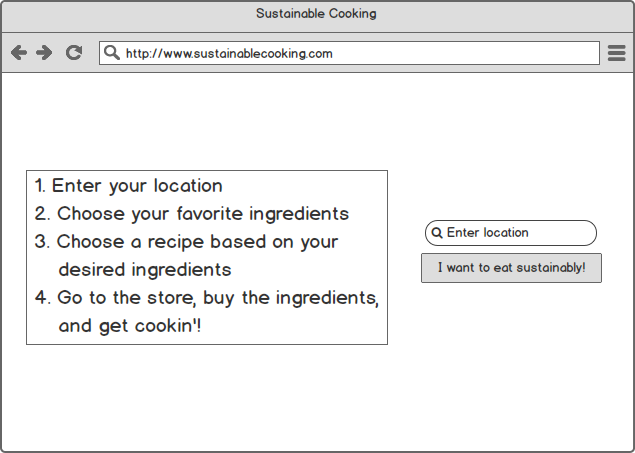 Sustainable Cooking
http://www.sustainablecooking.com
1. Enter your location
2. Choose your favorite ingredients
3. Choose a recipe based on your
desired ingredients
4. Go to the store, buy the ingredients,
and get cookin'!
Enter location
I want to eat sustainably!